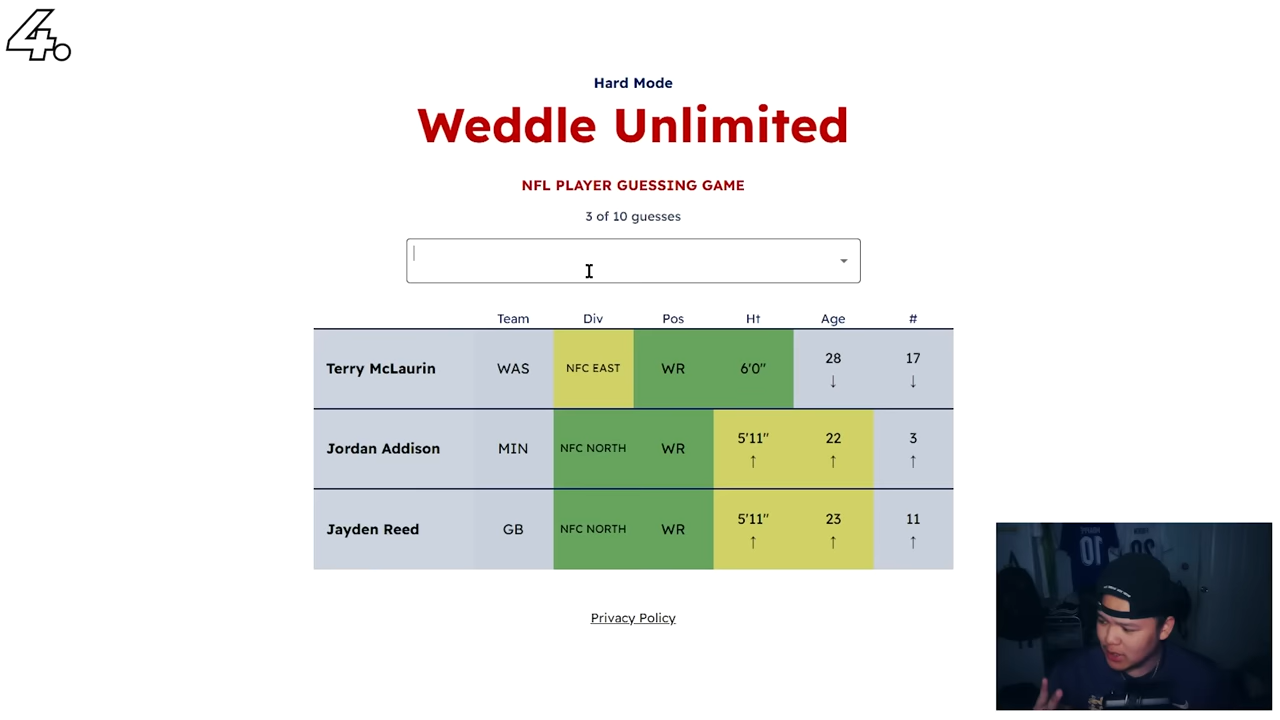 4.
Hard Mode
Weddle Unlimited
NFL PLAYER GUESSING GAME
3 of 10 guesses
Team Div Pos Ht Age #
Terry McLaurin WAS NFC EAST WR 6'0" 28 ↓ 17 ↓
Jordan Addison MIN NFC NORTH WR 5'11" ↑ 22 ↑ 3 ↑
Jayden Reed GB NFC NORTH WR 5'11" ↑ 23 ↑ 11 ↑
Privacy Policy